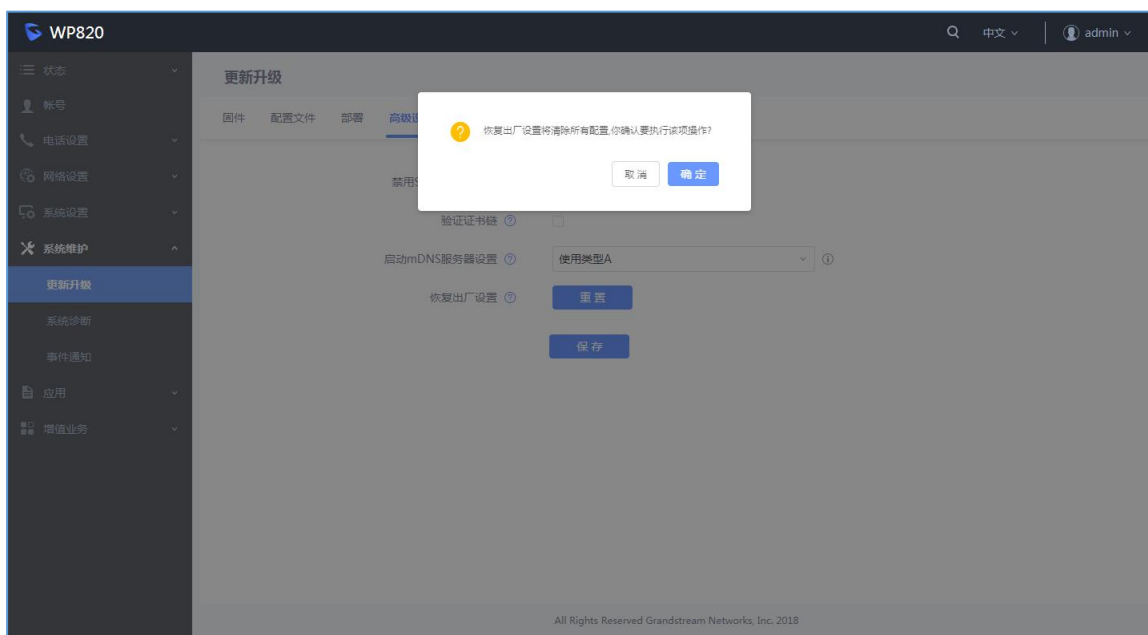 WP820
中文
admin
状态
帐号
电话设置
网络设置
系统设置
系统维护
更新升级
系统诊断
事件通知
应用
增值业务
更新升级
固件
配置文件
部署
高级
恢复出厂设置将清除所有配置,你确认要执行该项操作?
取消
确定
禁用
验证证书链
启动mDNS服务器设置
使用类型A
恢复出厂设置
重置
保存
All Rights Reserved Grandstream Networks, Inc. 2018